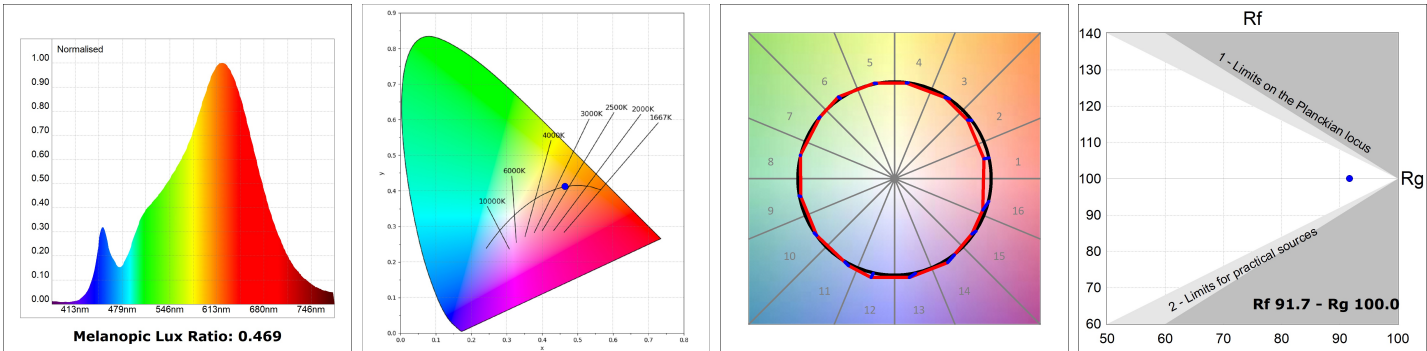 Normalised
1.00
0.90
0.80
0.70
0.60
0.50
0.40
0.30
0.20
0.10
0.00
413nm 479nm 546nm 613nm 680nm 746nm
Melanopic Lux Ratio: 0.469
0.9
0.8
0.7
0.6
0.5
0.4
0.3
0.2
0.1
0.0
y
1667K
2000K
2500K
3000K
4000K
6000K
10000K
0.0 0.1 0.2 0.3 0.4 0.5 0.6 0.7 0.8
x
5 4
6 3
7 2
8 1
9 16
10 15
11 14
12 13
Rf
140
130
120
110
100
90
80
70
60
1 - Limits on the Planckian locus
Rg
2 - Limits for practical sources
Rf 91.7 - Rg 100.0
50 60 70 80 90 100